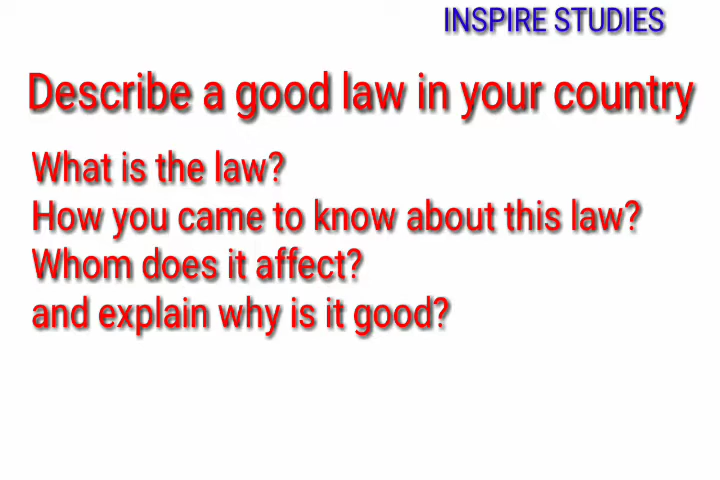 INSPIRE STUDIES
Describe a good law in your country
What is the law?
How you came to know about this law?
Whom does it affect?
and explain why is it good?